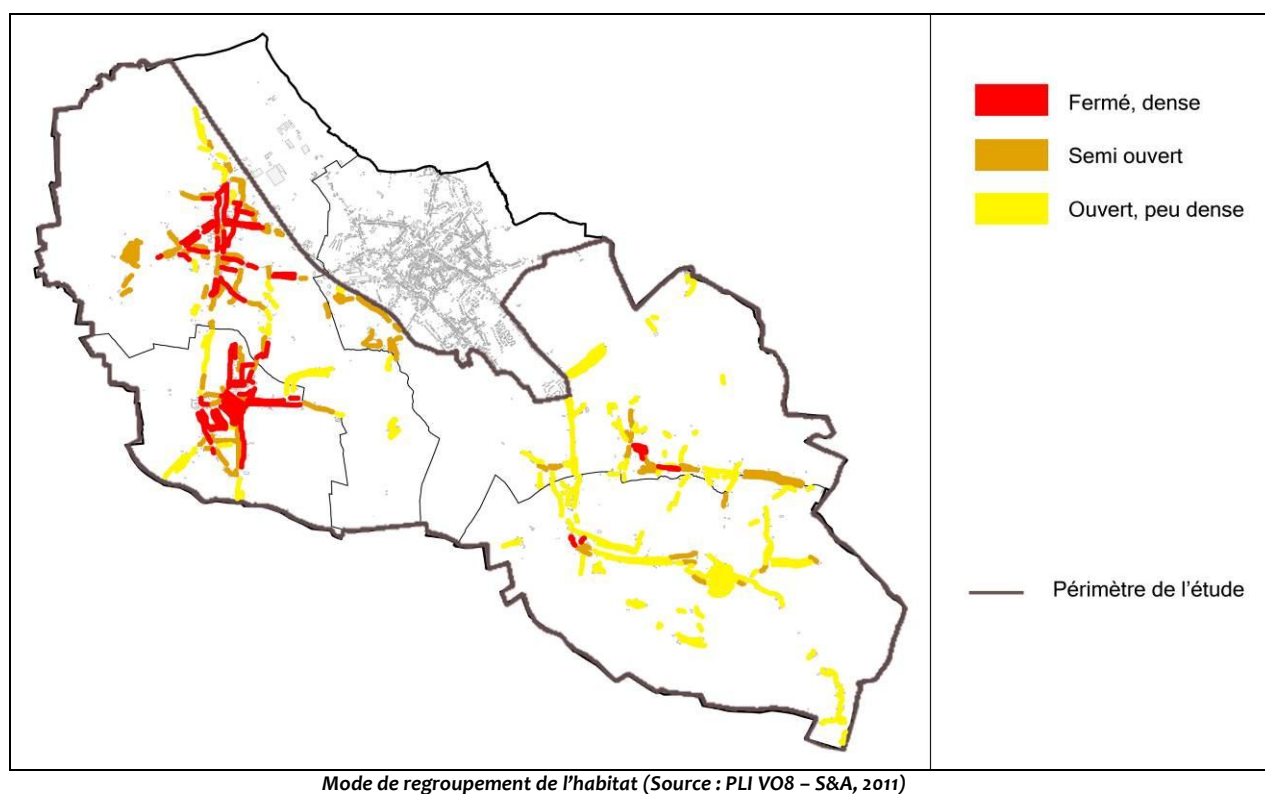 Fermé, dense
Semi ouvert
Ouvert, peu dense
Périmètre de l'étude
Mode de regroupement de l'habitat (Source : PLI VO8 – S&A, 2011)